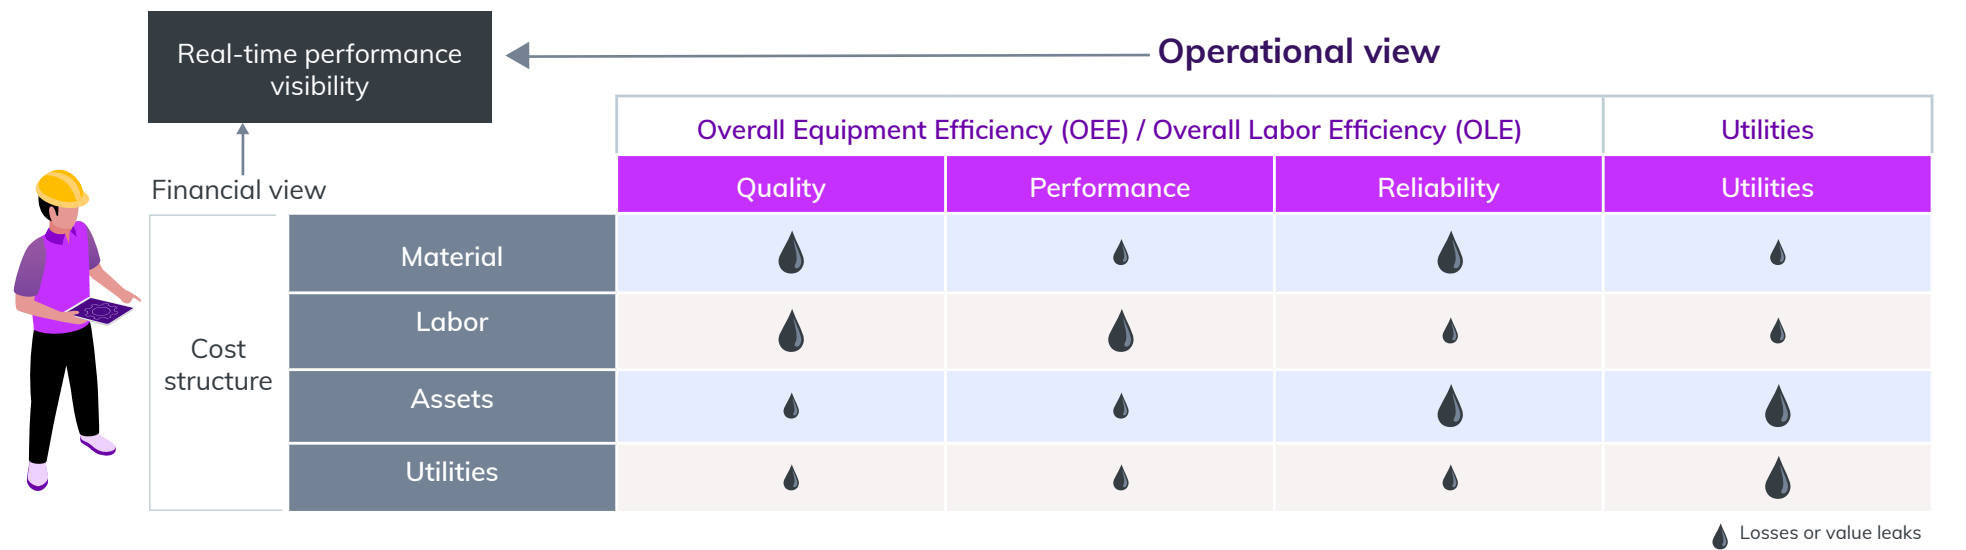 Real-time performance
visibility
Operational view
Overall Equipment Efficiency (OEE) / Overall Labor Efficiency (OLE)
Utilities
Financial view
Quality
Performance
Reliability
Utilities
Cost
structure
Material
Labor
Assets
Utilities
Losses or value leaks